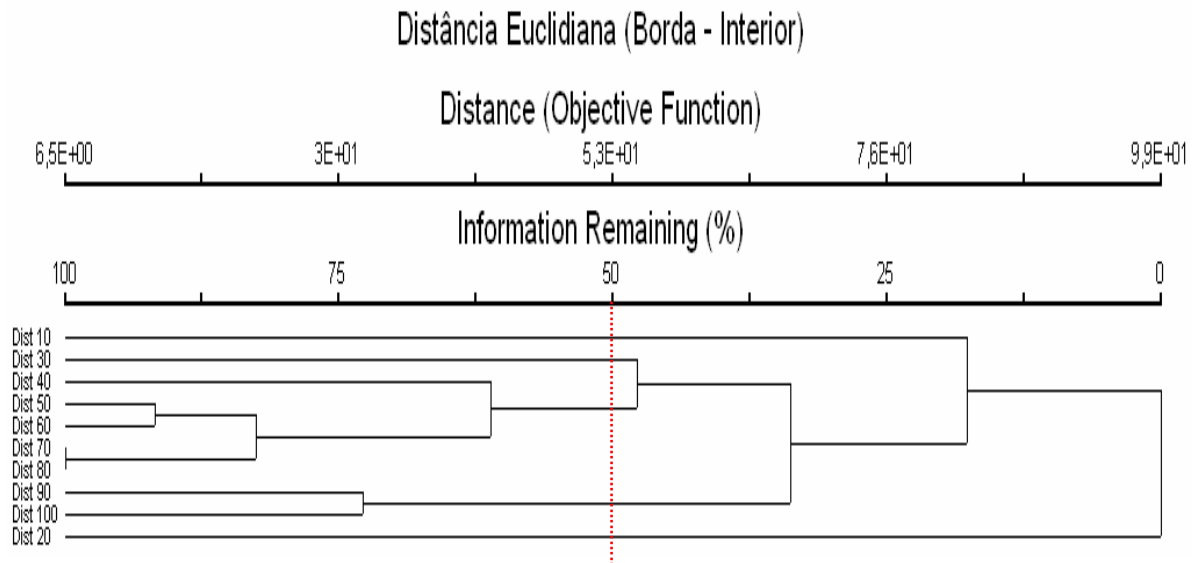 Distância Euclidiana (Borda - Interior)
Distance (Objective Function)
6,5E+00 3E+01 5,3E+01 7,6E+01 9,9E+01
Information Remaining (%)
100 75 50 25 0
Dist 10
Dist 30
Dist 40
Dist 50
Dist 60
Dist 70
Dist 80
Dist 90
Dist 100
Dist 20